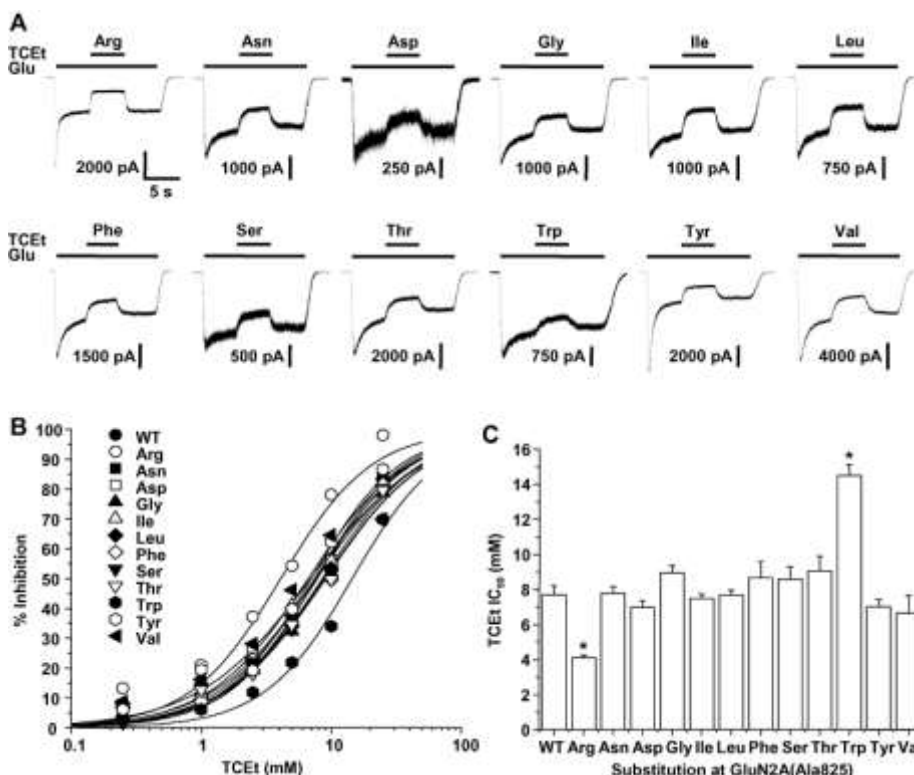 A
Arg Asn Asp Gly Ile Leu
TCEt
Glu
2000 pA 1000 pA 250 pA 1000 pA 1000 pA 750 pA
5 s
Phe Ser Thr Trp Tyr Val
TCEt
Glu
1500 pA 500 pA 2000 pA 750 pA 2000 pA 4000 pA
B
100
90
80
70
60
50
40
30
20
10
0
% Inhibition
WT
Arg
Asn
Asp
Gly
Ile
Leu
Phe
Ser
Thr
Trp
Tyr
Val
0.1 1 10 100
TCEt (mM)
C
16
14
12
10
8
6
4
2
0
TCEt IC50 (mM)
* *
WT Arg Asn Asp Gly Ile Leu Phe Ser Thr Trp Tyr Va
Substitution at GluN2A(Ala825)